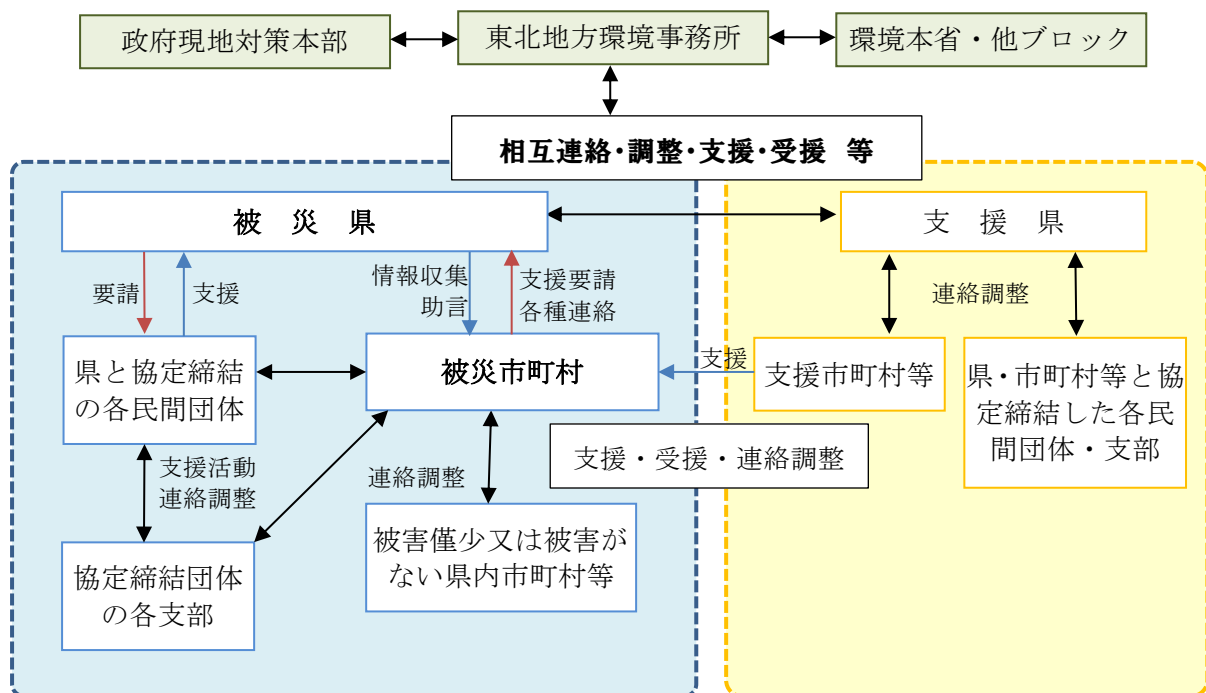 政府現地対策本部
東北地方環境事務所
環境本省・他ブロック
相互連絡・調整・支援・受援 等
被 災 県
支 援 県
要請
支援
情報収集
助言
支援要請
各種連絡
連絡調整
県と協定締結
の各民間団体
被災市町村
支援
支援市町村等
県・市町村等と協
定締結した各民
間団体・支部
支援活動
連絡調整
連絡調整
支援・受援・連絡調整
協定締結団体
の各支部
被害僅少又は被害が
ない県内市町村等